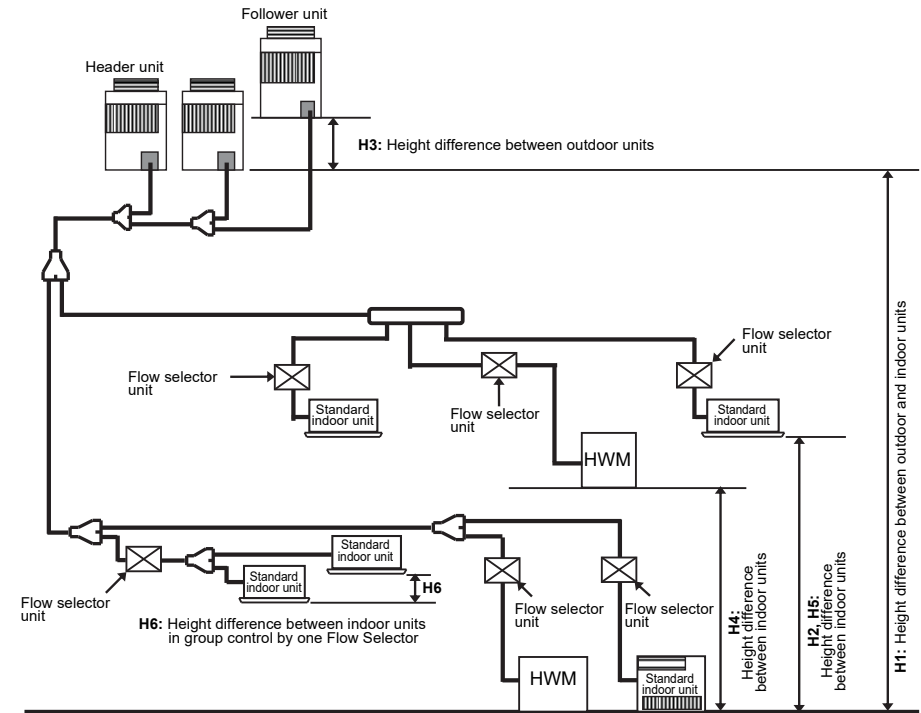 Follower unit
Header unit
H3: Height difference between outdoor units
Flow selector
unit
Flow selector
unit
Flow selector
unit
Standard
indoor unit
Standard
indoor unit
HWM
Standard
indoor unit
Standard
indoor unit
H6
Flow selector
unit
H6: Height difference between indoor units
in group control by one Flow Selector
Flow selector
unit
Flow selector
unit
HWM
Standard
indoor unit
H4:
Height difference
between indoor units
H2, H5:
Height difference
between indoor units
H1: Height difference between outdoor and indoor units